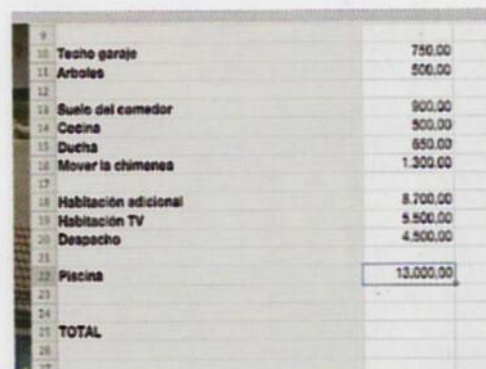 9
10 Techo garaje 750,00
11 Arboles 500,00
12
13 Suelo del comedor 900,00
14 Cocina 500,00
15 Ducha 650,00
16 Mover la chimenea 1.300,00
17
18 Habitación adicional 8.700,00
19 Habitación TV 5.500,00
20 Despacho 4.500,00
21
22 Piscina 13.000,00
23
24
25 TOTAL
26